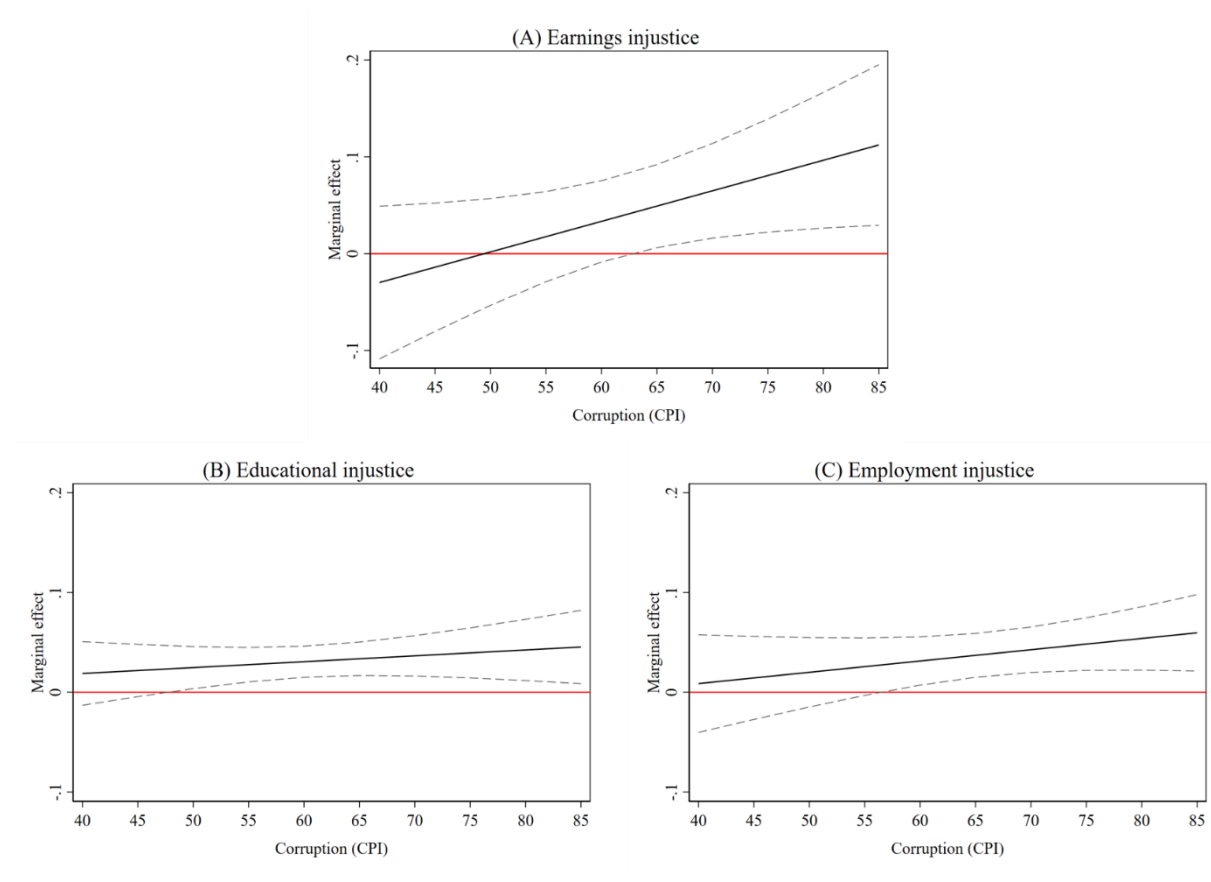 (A) Earnings injustice
Marginal effect
.2
.1
0
-.1
40 45 50 55 60 65 70 75 80 85
Corruption (CPI)
(B) Educational injustice
Marginal effect
.2
.1
0
-.1
40 45 50 55 60 65 70 75 80 85
Corruption (CPI)
(C) Employment injustice
Marginal effect
.2
.1
0
-.1
40 45 50 55 60 65 70 75 80 85
Corruption (CPI)